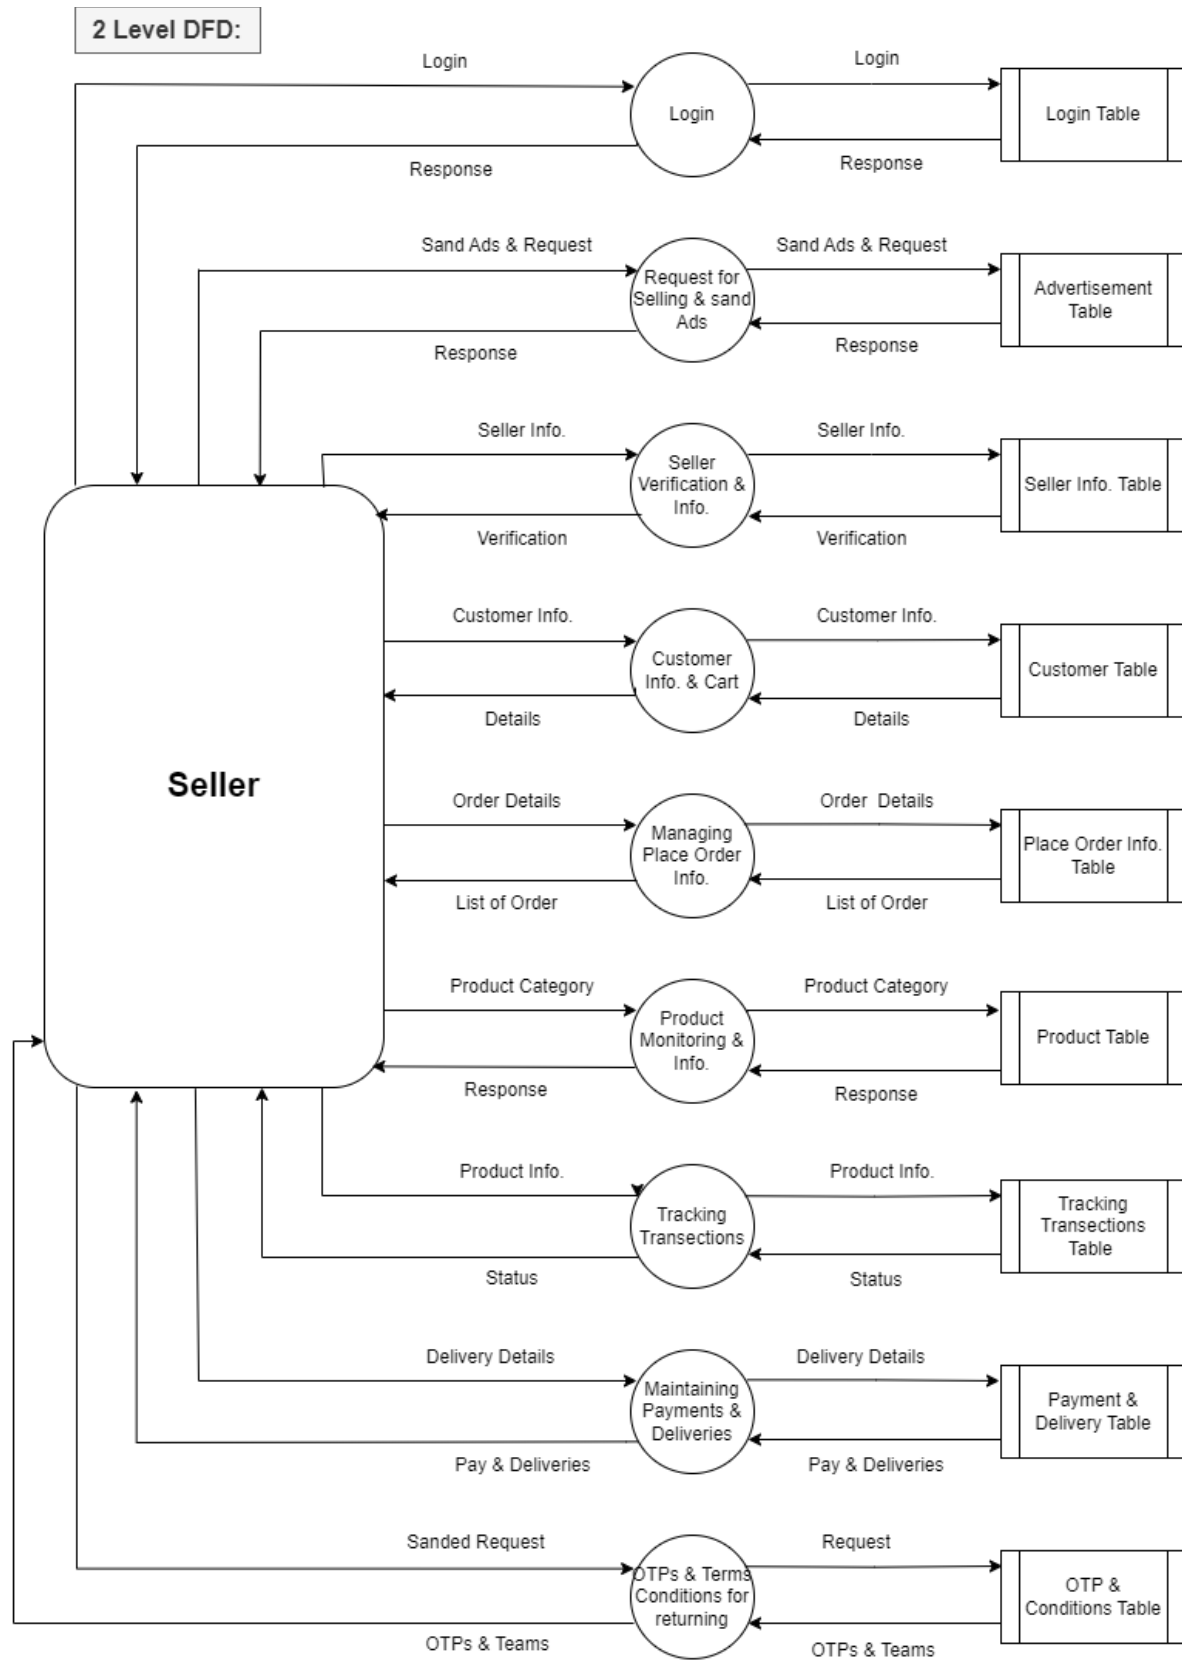 2 Level DFD:
Login
Login
Login
Login Table
Response
Response
Sand Ads & Request
Sand Ads & Request
Request for
Selling & sand
Ads
Advertisement
Table
Response
Response
Seller Info.
Seller Info.
Seller
Verification &
Info.
Seller Info. Table
Verification
Verification
Customer Info.
Customer Info.
Customer
Info. & Cart
Customer Table
Details
Details
Seller
Order Details
Order Details
Managing
Place Order
Info.
Place Order Info.
Table
List of Order
List of Order
Product Category
Product Category
Product
Monitoring &
Info.
Product Table
Response
Response
Product Info.
Product Info.
Tracking
Transections
Tracking
Transections
Table
Status
Status
Delivery Details
Delivery Details
Maintaining
Payments &
Deliveries
Payment &
Delivery Table
Pay & Deliveries
Pay & Deliveries
Sanded Request
Request
OTPs & Terms
Conditions for
returning
OTP &
Conditions Table
OTPs & Teams
OTPs & Teams